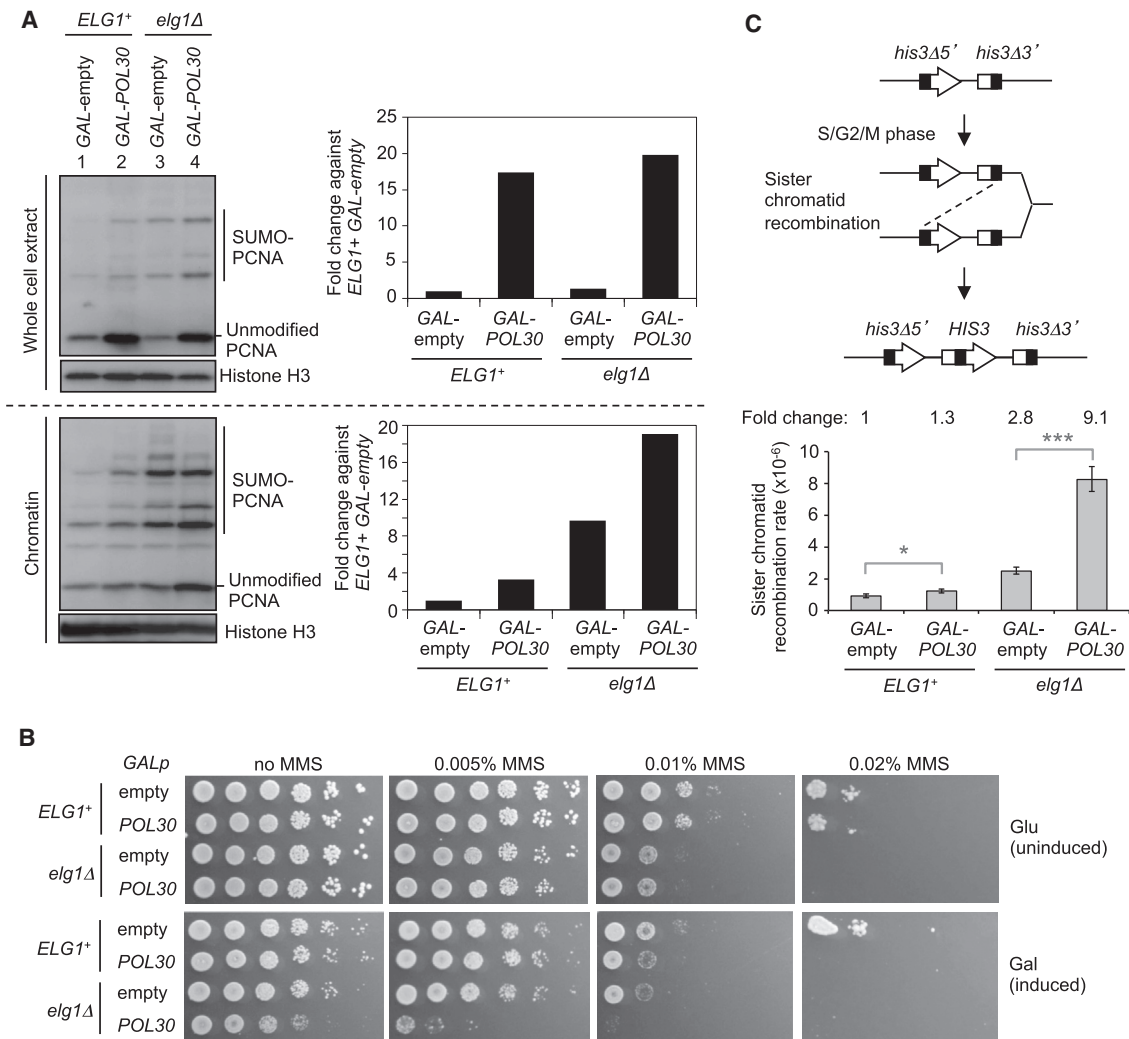 A
ELG1+ elg1Δ
GAL-empty
GAL-POL30
GAL-empty
GAL-POL30
1 2 3 4
Whole cell extract
SUMO-
PCNA
Unmodified
PCNA
Histone H3
Fold change against
ELG1+ GAL-empty
25
20
15
10
5
0
GAL-
empty
GAL-
POL30
GAL-
empty
GAL-
POL30
ELG1+ elg1Δ
Chromatin
SUMO-
PCNA
Unmodified
PCNA
Histone H3
Fold change against
ELG1+ GAL-empty
20
16
12
8
4
0
GAL-
empty
GAL-
POL30
GAL-
empty
GAL-
POL30
ELG1+ elg1Δ
C
his3Δ5’ his3Δ3’
S/G2/M phase
Sister
chromatid
recombination
his3Δ5’ HIS3 his3Δ3’
Fold change: 1 1.3 2.8 9.1
Sister chromatid
recombination rate (x10-6)
10
8
6
4
2
0
*
***
GAL-
empty
GAL-
POL30
GAL-
empty
GAL-
POL30
ELG1+ elg1Δ
B
GALp no MMS 0.005% MMS 0.01% MMS 0.02% MMS
ELG1+ empty
POL30
elg1Δ empty
POL30
Glu
(uninduced)
ELG1+ empty
POL30
elg1Δ empty
POL30
Gal
(induced)